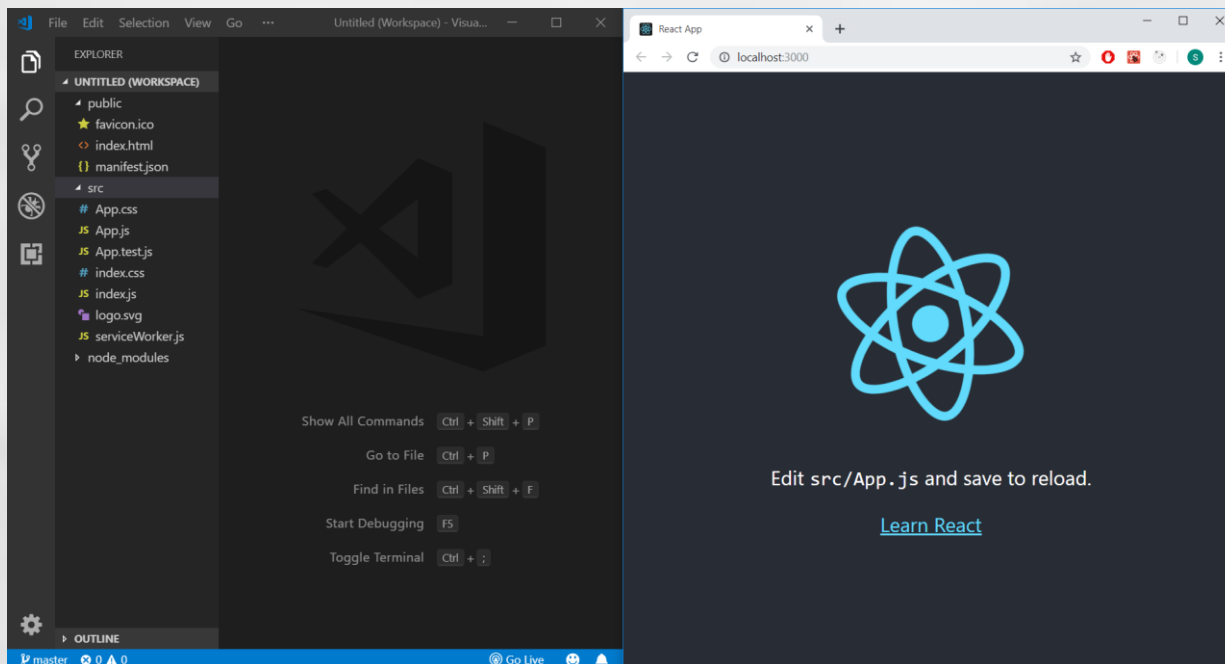 File Edit Selection View Go ··· Untitled (Workspace) - Visua...
EXPLORER
UNTITLED (WORKSPACE)
public
favicon.ico
index.html
manifest.json
src
App.css
App.js
App.test.js
index.css
index.js
logo.svg
serviceWorker.js
node_modules
Show All Commands Ctrl + Shift + P
Go to File Ctrl + P
Find in Files Ctrl + Shift + F
Start Debugging F5
Toggle Terminal Ctrl + ;
OUTLINE
master 0 0 Go Live
React App
localhost:3000
S
Edit src/App.js and save to reload.
Learn React